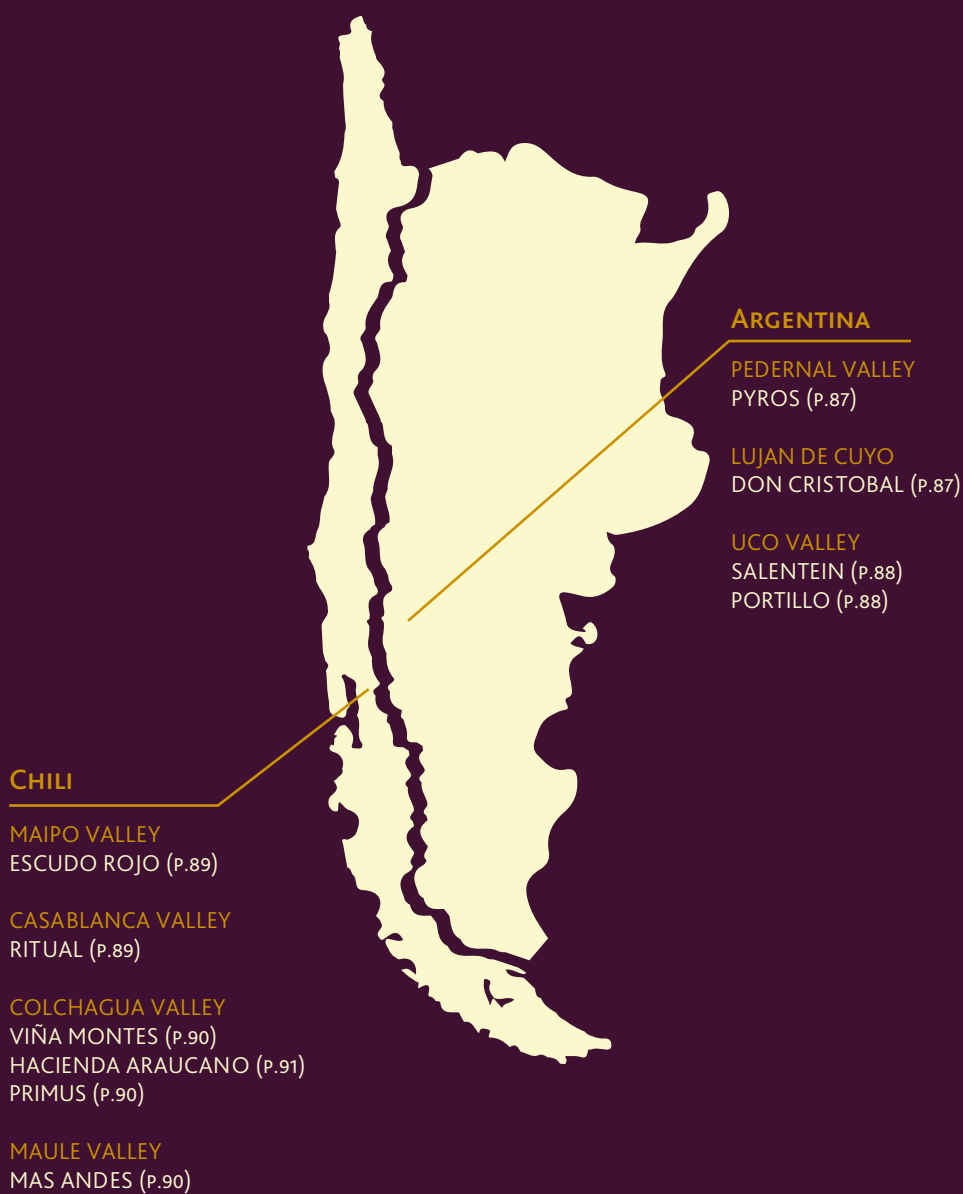 Argentina
PEDERNAL VALLEY
PYROS (P.87)
LUJAN DE CUYO
DON CRISTOBAL (P.87)
UCO VALLEY
SALENTEIN (P.88)
PORTILLO (P.88)
Chili
MAIPO VALLEY
ESCUDO ROJO (P.89)
CASABLANCA VALLEY
RITUAL (P.89)
COLCHAGUA VALLEY
VIÑA MONTES (P.90)
HACIENDA ARAUCANO (P.91)
PRIMUS (P.90)
MAULE VALLEY
MAS ANDES (P.90)